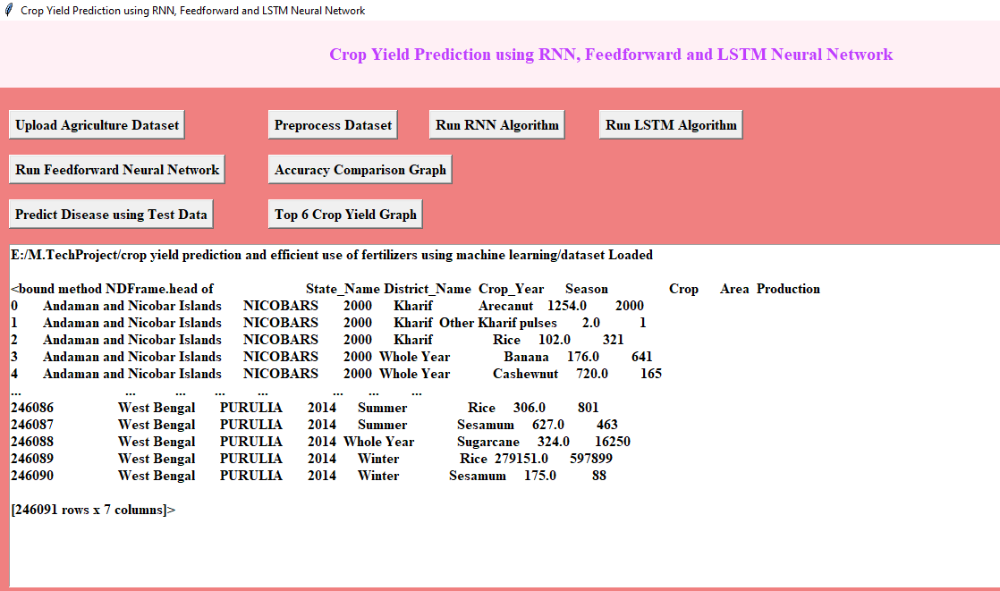 Crop Yield Prediction using RNN, Feedforward and LSTM Neural Network
Crop Yield Prediction using RNN, Feedforward and LSTM Neural Network
Upload Agriculture Dataset Preprocess Dataset Run RNN Algorithm Run LSTM Algorithm
Run Feedforward Neural Network Accuracy Comparison Graph
Predict Disease using Test Data Top 6 Crop Yield Graph
E:/M.TechProject/crop yield prediction and efficient use of fertilizers using machine learning/dataset Loaded
<bound method NDFrame.head of State_Name District_Name Crop_Year Season Crop Area Production
0 Andaman and Nicobar Islands NICOBARS 2000 Kharif Arecanut 1254.0 2000
1 Andaman and Nicobar Islands NICOBARS 2000 Kharif Other Kharif pulses 2.0 1
2 Andaman and Nicobar Islands NICOBARS 2000 Kharif Rice 102.0 321
3 Andaman and Nicobar Islands NICOBARS 2000 Whole Year Banana 176.0 641
4 Andaman and Nicobar Islands NICOBARS 2000 Whole Year Cashewnut 720.0 165
... ... ... ... ... ... ... ...
246086 West Bengal PURULIA 2014 Summer Rice 306.0 801
246087 West Bengal PURULIA 2014 Summer Sesamum 627.0 463
246088 West Bengal PURULIA 2014 Whole Year Sugarcane 324.0 16250
246089 West Bengal PURULIA 2014 Winter Rice 279151.0 597899
246090 West Bengal PURULIA 2014 Winter Sesamum 175.0 88
[246091 rows x 7 columns]>